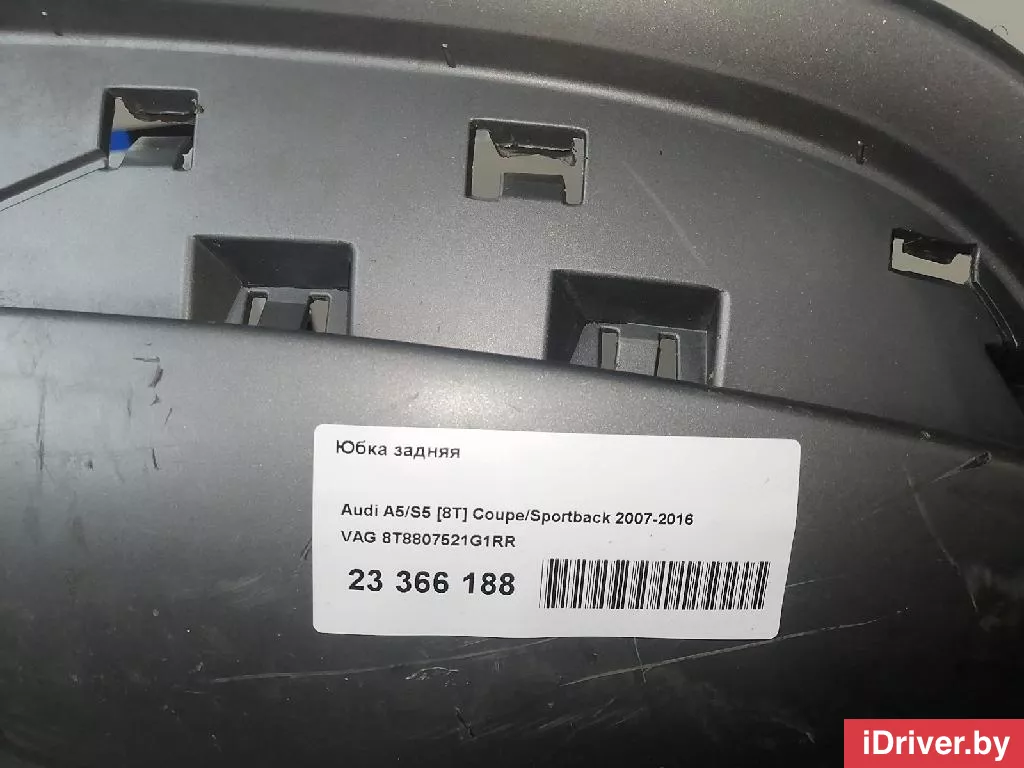 Юбка задняя
Audi A5/S5 [8T] Coupe/Sportback 2007-2016
VAG 8T8807521G1RR
23 366 188
iDriver.by